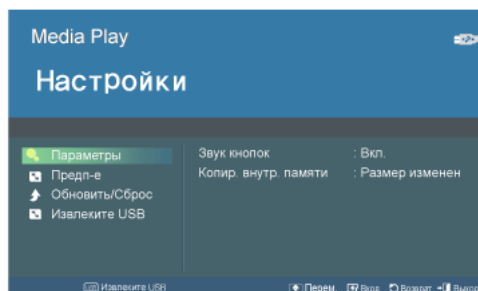 Media Play
Настройки
Параметры
Звук кнопок : Вкл.
Предп-е
Копир. внутр. памяти : Размер изменен
Обновить/Сброс
Извлеките USB
Извлеките USB Перем. Вход Возврат Выход